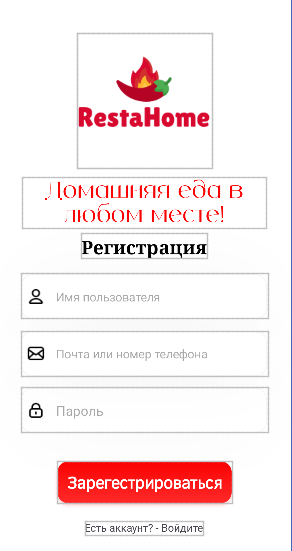 RestaHome
Домашняя еда в
любом месте!
Регистрация
Имя пользователя
Почта или номер телефона
Пароль
Зарегестрироваться
Есть аккаунт? - Войдите